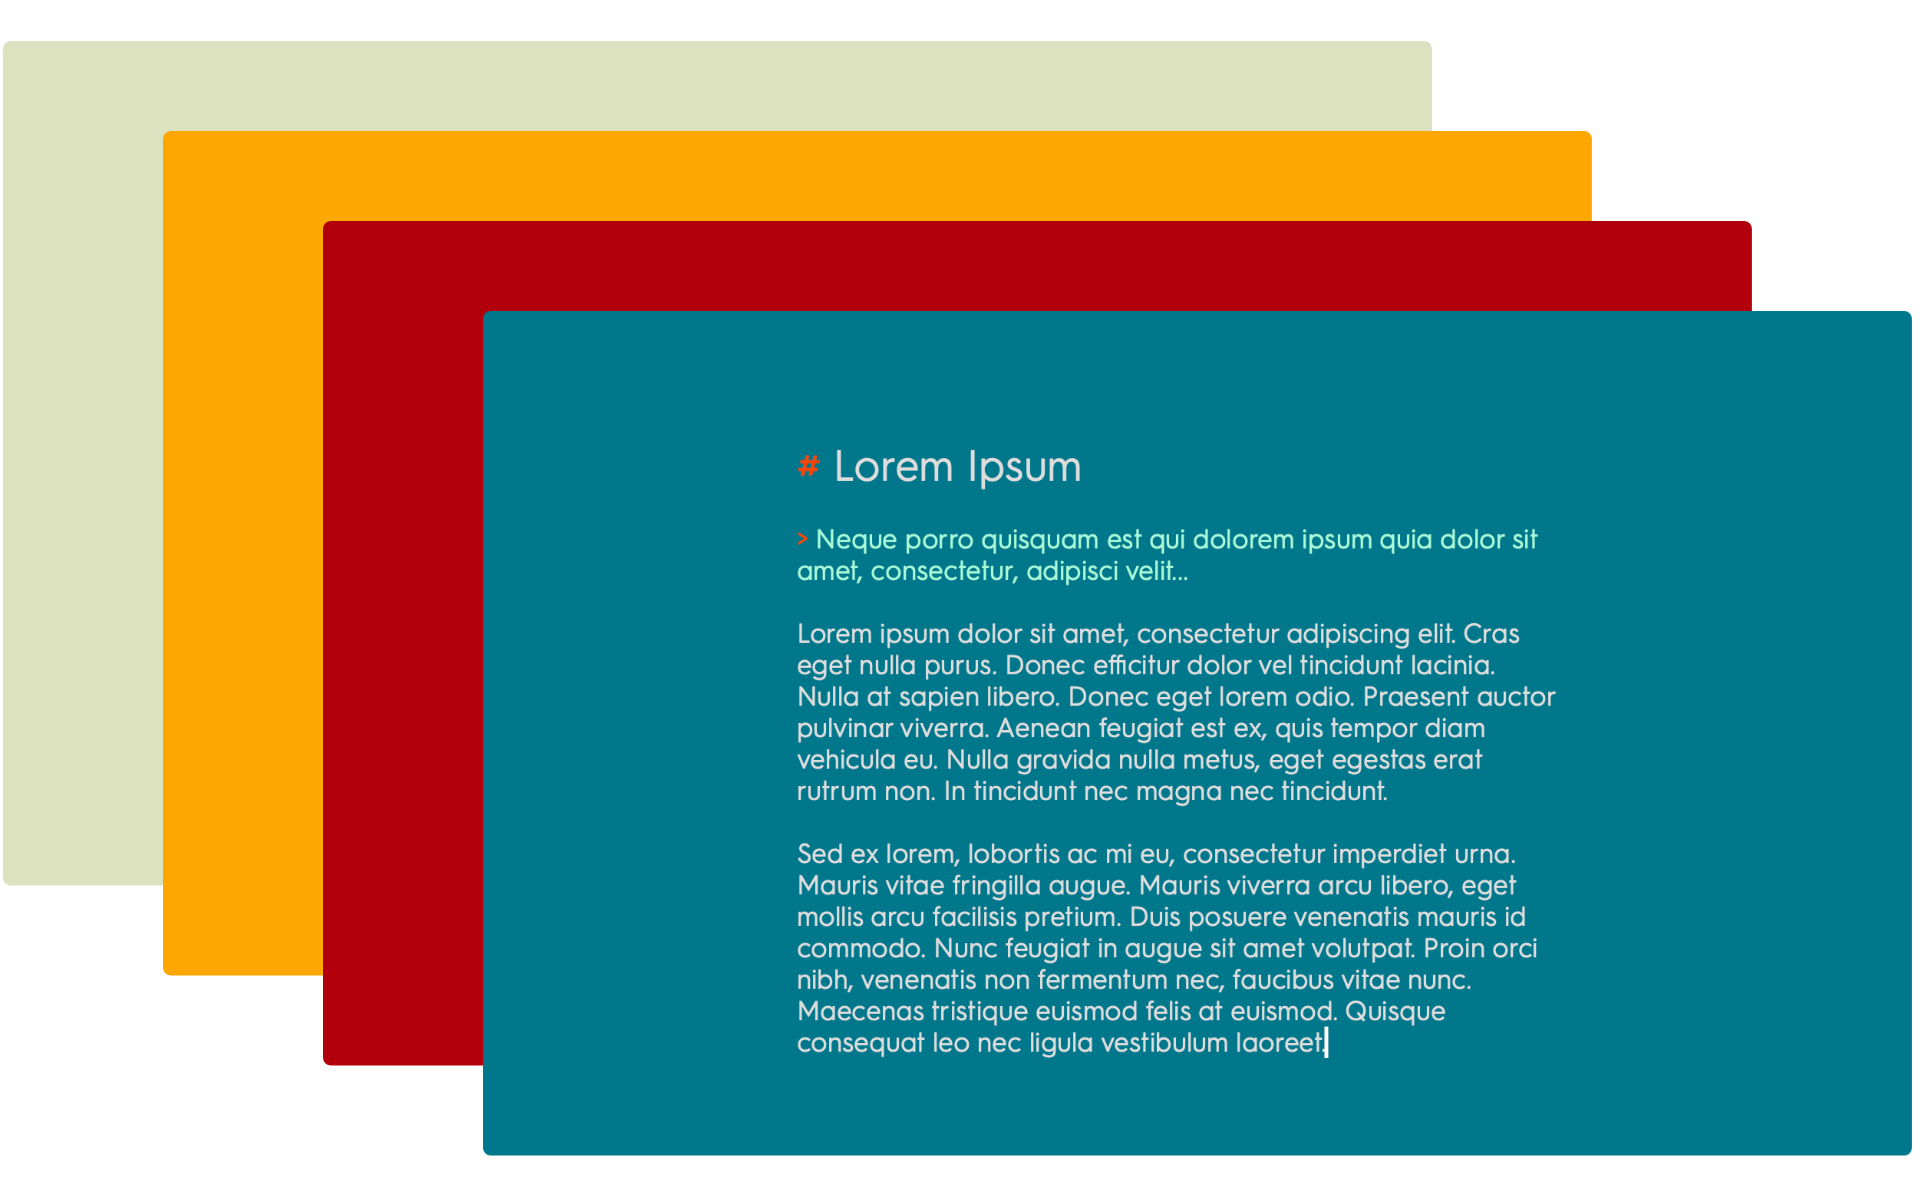 # Lorem Ipsum
> Neque porro quisquam est qui dolorem ipsum quia dolor sit
amet, consectetur, adipisci velit...
Lorem ipsum dolor sit amet, consectetur adipiscing elit. Cras
eget nulla purus. Donec efficitur dolor vel tincidunt lacinia.
Nulla at sapien libero. Donec eget lorem odio. Praesent auctor
pulvinar viverra. Aenean feugiat est ex, quis tempor diam
vehicula eu. Nulla gravida nulla metus, eget egestas erat
rutrum non. In tincidunt nec magna nec tincidunt.
Sed ex lorem, lobortis ac mi eu, consectetur imperdiet urna.
Mauris vitae fringilla augue. Mauris viverra arcu libero, eget
mollis arcu facilisis pretium. Duis posuere venenatis mauris id
commodo. Nunc feugiat in augue sit amet volutpat. Proin orci
nibh, venenatis non fermentum nec, faucibus vitae nunc.
Maecenas tristique euismod felis at euismod. Quisque
consequat leo nec ligula vestibulum laoreet.